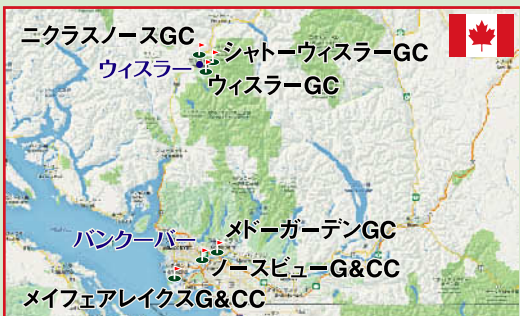 ニクラスノースGC
シャトーウィスラーGC
ウィスラー
ウィスラーGC
バンクーバー
メドーガーデンGC
ノースビューG&CC
メイフェアレイクスG&CC